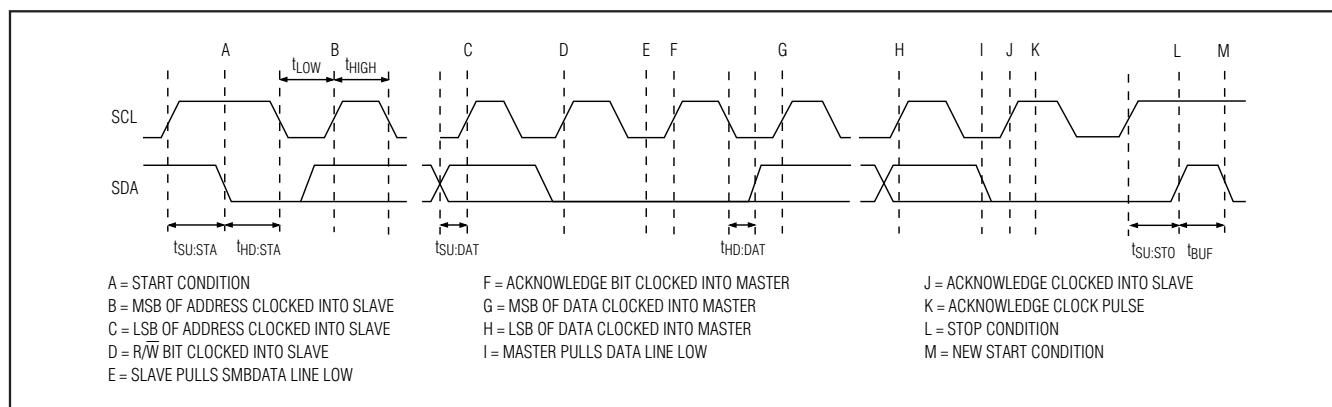 A B C D E F G H I J K L M
tLOW tHIGH
SCL
SDA
tSU:STA tHD:STA tSU:DAT tHD:DAT tSU:STO tBUF
A = START CONDITION
B = MSB OF ADDRESS CLOCKED INTO SLAVE
C = LSB OF ADDRESS CLOCKED INTO SLAVE
D = R/W̅ BIT CLOCKED INTO SLAVE
E = SLAVE PULLS SMBDATA LINE LOW
F = ACKNOWLEDGE BIT CLOCKED INTO MASTER
G = MSB OF DATA CLOCKED INTO MASTER
H = LSB OF DATA CLOCKED INTO MASTER
I = MASTER PULLS DATA LINE LOW
J = ACKNOWLEDGE CLOCKED INTO SLAVE
K = ACKNOWLEDGE CLOCK PULSE
L = STOP CONDITION
M = NEW START CONDITION